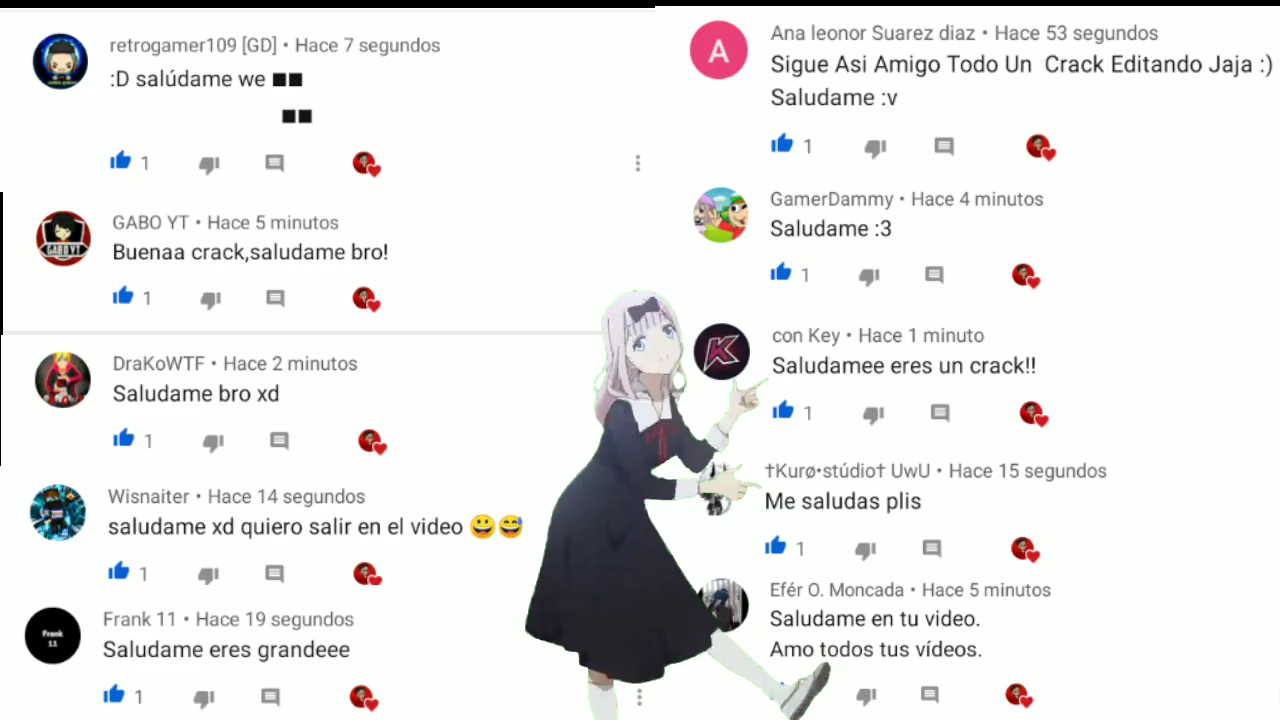 retrogamer109 [GD] • Hace 7 segundos
:D salúdame we ■■
■■
1
GABO YT • Hace 5 minutos
Buenaa crack,saludame bro!
GABO YT
1
DraKoWTF • Hace 2 minutos
Saludame bro xd
1
Wisnaiter • Hace 14 segundos
saludame xd quiero salir en el video 😀😅
1
Frank 11 • Hace 19 segundos
Frank
11
Saludame eres grandeee
1
A
Ana leonor Suarez diaz • Hace 53 segundos
Sigue Asi Amigo Todo Un Crack Editando Jaja :)
Saludame :v
1
GamerDammy • Hace 4 minutos
Saludame :3
1
con Key • Hace 1 minuto
K
Saludamee eres un crack!!
1
†Kurø•stúdio† UwU • Hace 15 segundos
Me saludas plis
1
Efér O. Moncada • Hace 5 minutos
Saludame en tu video.
Amo todos tus vídeos.